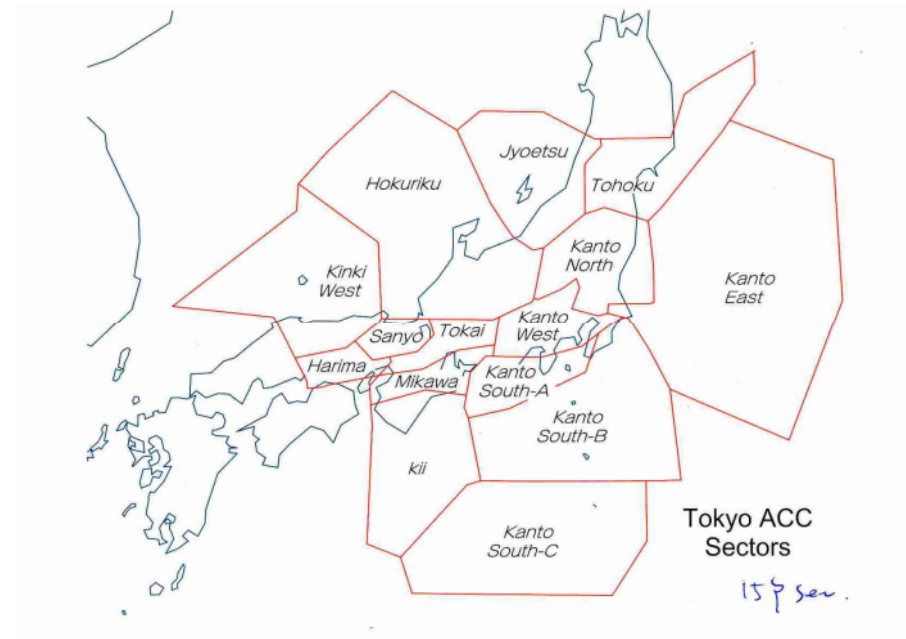 Jyoetsu
Hokuriku
Tohoku
Kanto
North
Kinki
West
Kanto
East
Sanyo
Tokai
Kanto
West
Harima
Mikawa
Kanto
South-A
Kanto
South-B
kii
Kanto
South-C
Tokyo ACC
Sectors